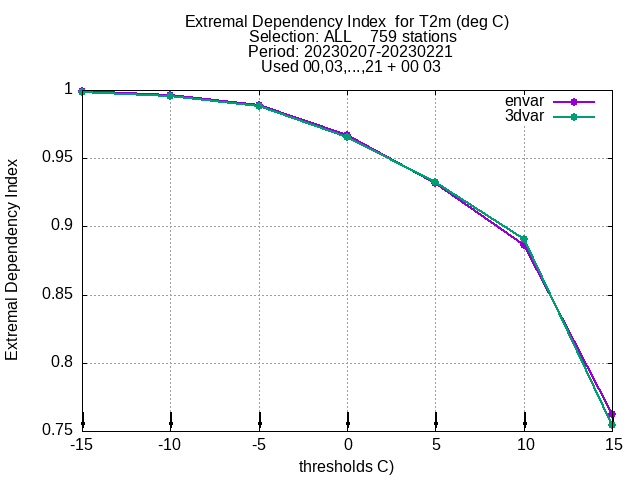 Extremal Dependency Index  for T2m (deg C)
Selection: ALL    759 stations
Period: 20230207-20230221
Used 00,03,...,21 + 00 03
envar
3dvar
1
0.95
0.9
0.85
0.8
0.75
Extremal Dependency Index
-15 -10 -5 0 5 10 15
thresholds C)